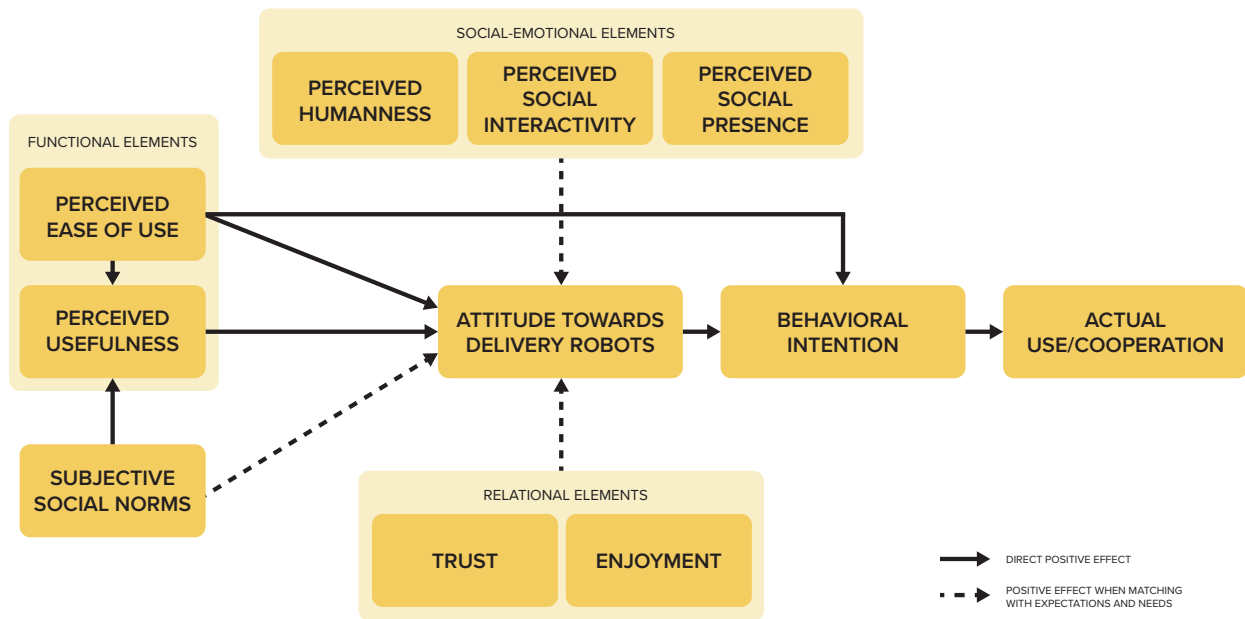 SOCIAL-EMOTIONAL ELEMENTS
PERCEIVED
HUMANNESS
PERCEIVED
SOCIAL
INTERACTIVITY
PERCEIVED
SOCIAL
PRESENCE
FUNCTIONAL ELEMENTS
PERCEIVED
EASE OF USE
PERCEIVED
USEFULNESS
ATTITUDE TOWARDS
DELIVERY ROBOTS
BEHAVIORAL
INTENTION
ACTUAL
USE/COOPERATION
SUBJECTIVE
SOCIAL NORMS
RELATIONAL ELEMENTS
TRUST
ENJOYMENT
DIRECT POSITIVE EFFECT
POSITIVE EFFECT WHEN MATCHING
WITH EXPECTATIONS AND NEEDS